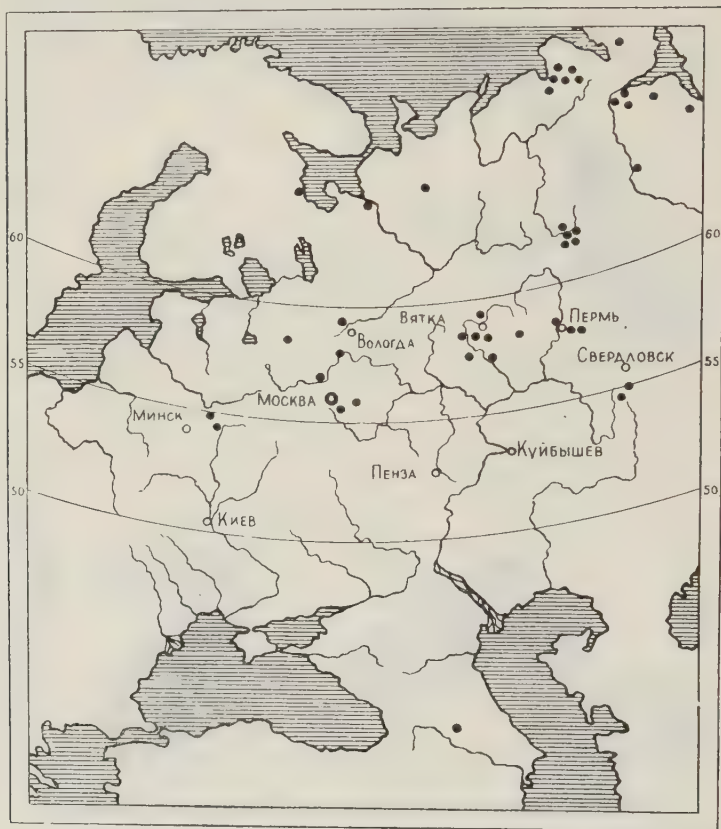 60
60
Вятка
Пермь
Вологда
55
Свердловск
55
Москва
Минск
Куйбышев
Пенза
50
50
Киев